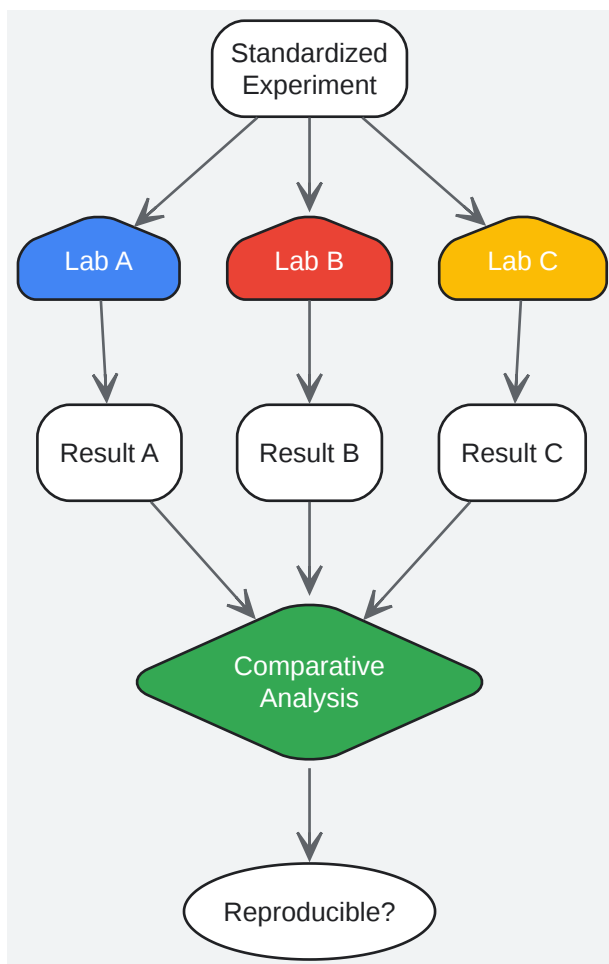 Standardized
Experiment
Lab A
Lab B
Lab C
Result A
Result B
Result C
Comparative
Analysis
Reproducible?